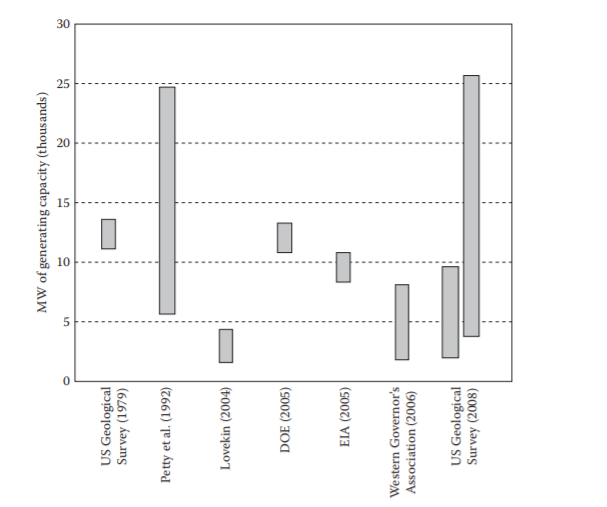 30
25
20
15
10
5
0
MW of generating capacity (thousands)
US Geological
Survey (1979)
Petty et al. (1992)
Lovekin (2004)
DOE (2005)
EIA (2005)
Western Governor's
Association (2006)
US Geological
Survey (2008)